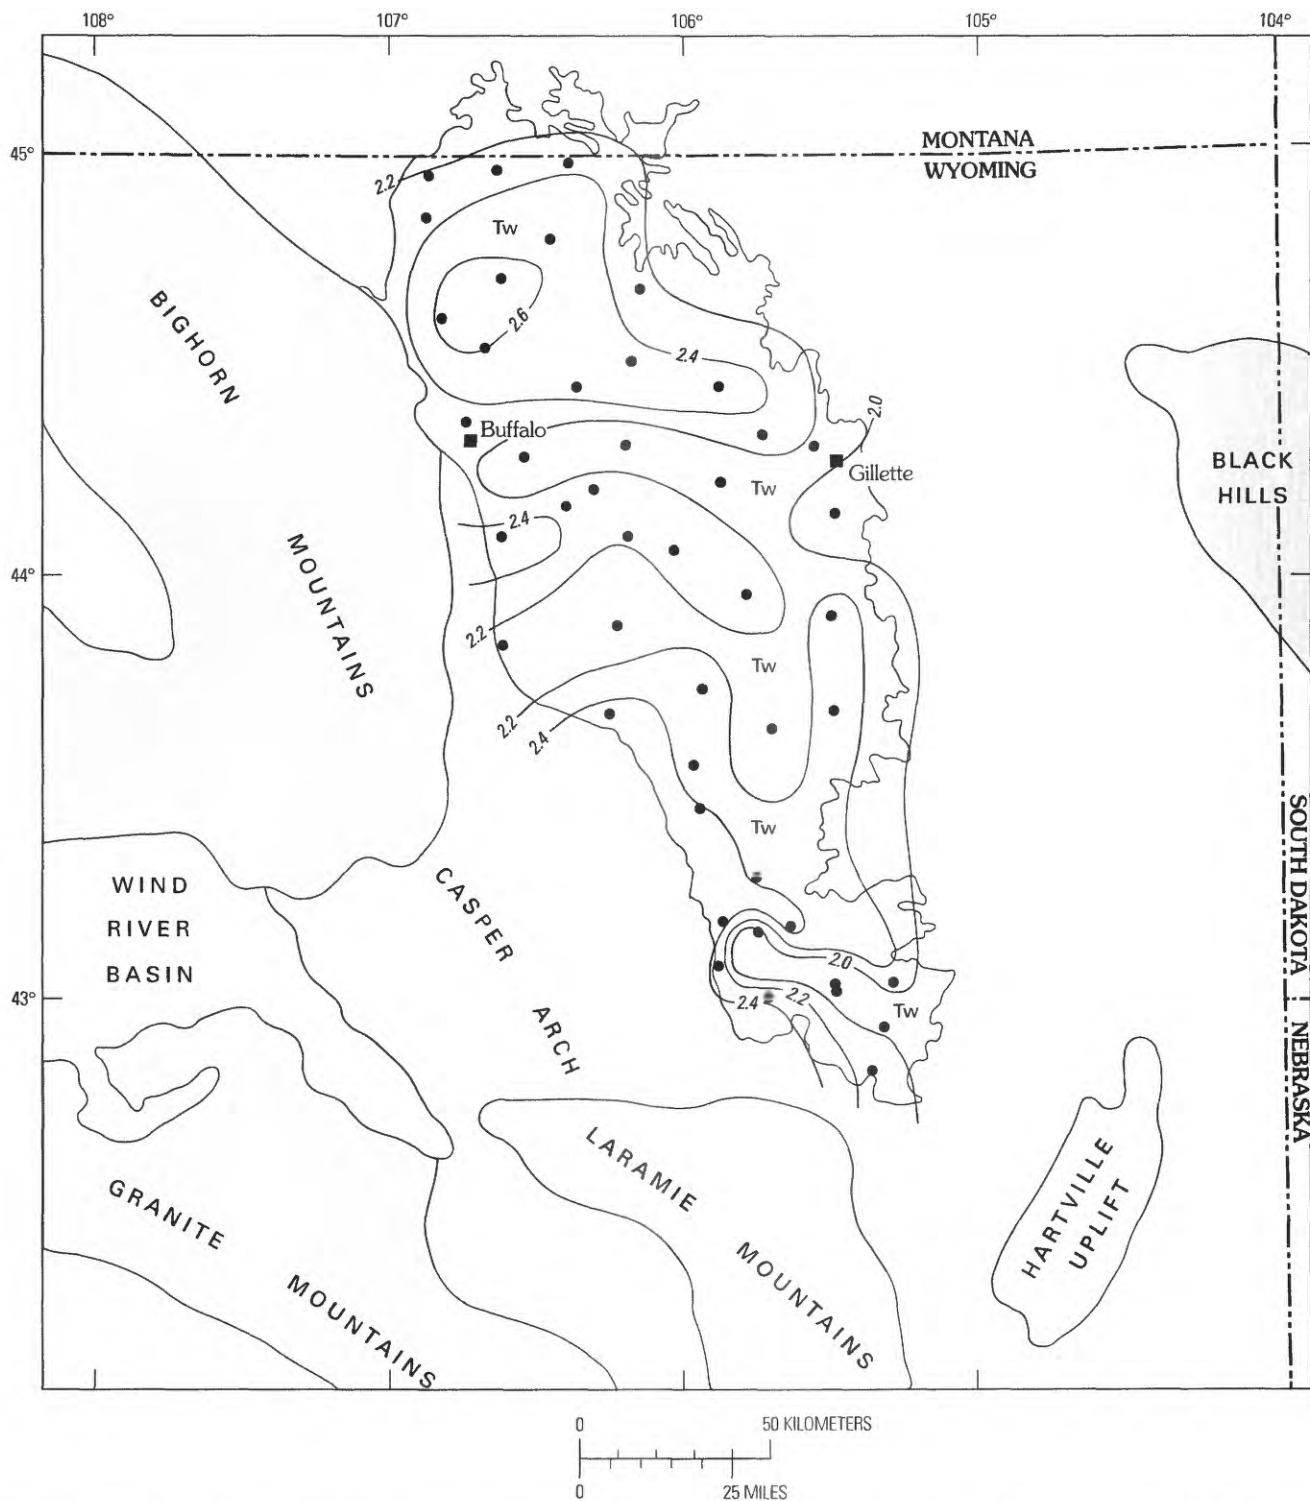 108° 107° 106° 105° 104°
45°
MONTANA
WYOMING
2.2
Tw
BIGHORN
2.6
2.4
2.0
Buffalo
Gillette
BLACK
HILLS
Tw
2.4
MOUNTAINS
44°
2.2
Tw
2.2
2.4
SOUTH DAKOTA
Tw
WIND
RIVER
BASIN
CASPER
ARCH
2.0
43°
2.4
2.2
Tw
NEBRASKA
LARAMIE
MOUNTAINS
HARTVILLE
UPLIFT
GRANITE
MOUNTAINS
0 50 KILOMETERS
0 25 MILES